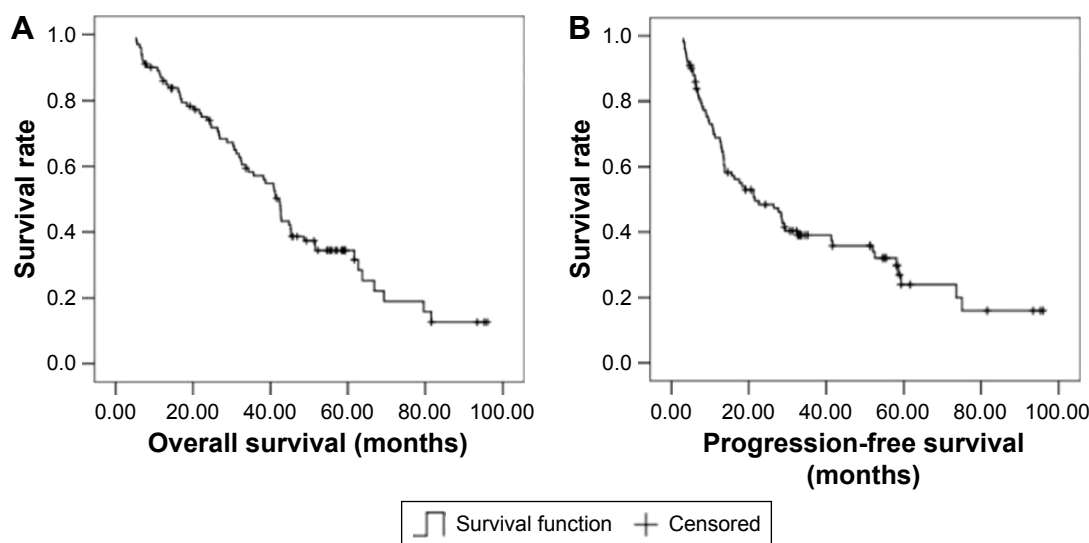 A
1.0
0.8
0.6
0.4
0.2
0.0
Survival rate
0.00 20.00 40.00 60.00 80.00 100.00
Overall survival (months)
B
1.0
0.8
0.6
0.4
0.2
0.0
Survival rate
0.00 20.00 40.00 60.00 80.00 100.00
Progression-free survival
(months)
Survival function Censored